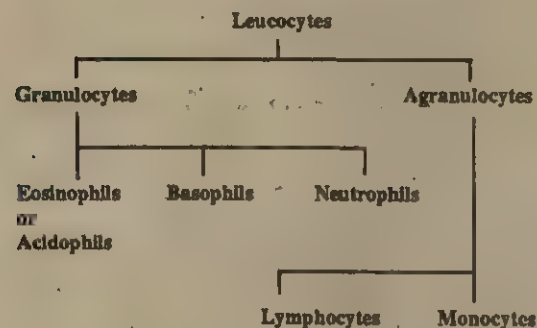 Leucocytes
Granulocytes Agranulocytes
Eosinophils Basophils Neutrophils
or
Acidophils
Lymphocytes Monocytes